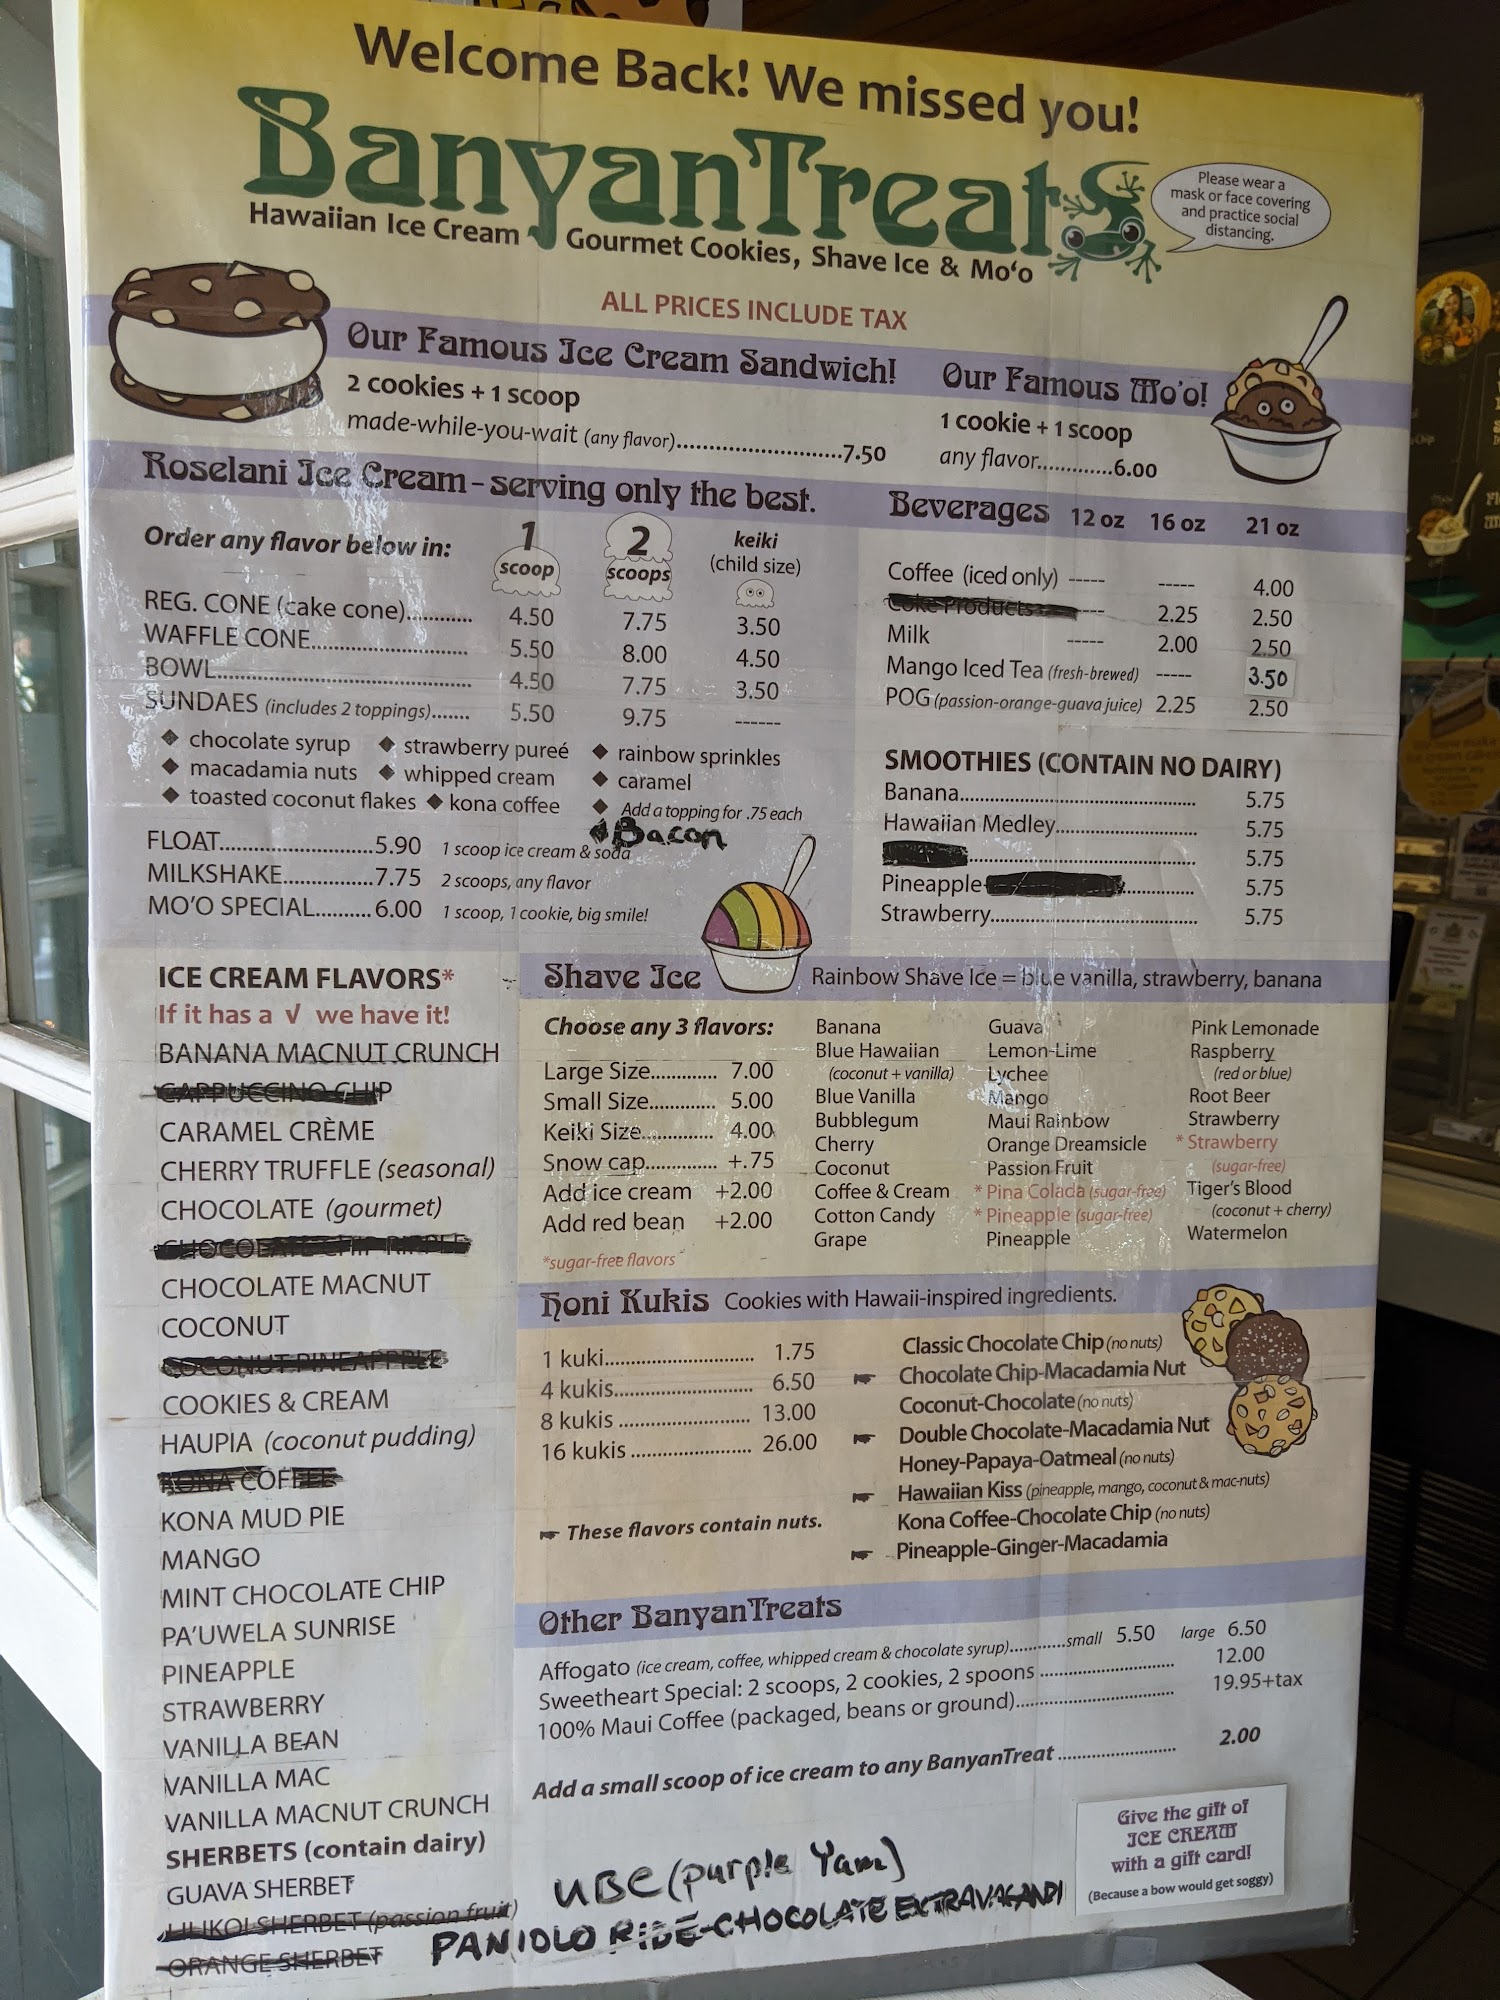 Welcome Back! We missed you!
BanyanTreats
Hawaiian Ice Cream Gourmet Cookies, Shave Ice & Mo‘o
Please wear a
mask or face covering
and practice social
distancing.
ALL PRICES INCLUDE TAX
Our Famous Ice Cream Sandwich!
2 cookies + 1 scoop
made-while-you-wait (any flavor)............................7.50
Our Famous Mo'o!
1 cookie + 1 scoop
any flavor............6.00
Roselani Ice Cream - serving only the best.
Order any flavor below in: 1 scoop 2 scoops keiki (child size)
REG. CONE (cake cone)............ 4.50 7.75 3.50
WAFFLE CONE............................ 5.50 8.00 4.50
BOWL............................................. 4.50 7.75 3.50
SUNDAES (includes 2 toppings)....... 5.50 9.75 ------
◆ chocolate syrup ◆ strawberry pureé ◆ rainbow sprinkles
◆ macadamia nuts ◆ whipped cream ◆ caramel
◆ toasted coconut flakes ◆ kona coffee ◆ Add a topping for .75 each
Bacon
FLOAT.........................5.90 1 scoop ice cream & soda
MILKSHAKE...............7.75 2 scoops, any flavor
MO'O SPECIAL.......... 6.00 1 scoop, 1 cookie, big smile!
Beverages 12 oz 16 oz 21 oz
Coffee (iced only) ----- ----- 4.00
Coke Products ---- 2.25 2.50
Milk ----- 2.00 2.50
Mango Iced Tea (fresh-brewed) ----- 3.50
POG (passion-orange-guava juice) 2.25 2.50
SMOOTHIES (CONTAIN NO DAIRY)
Banana....................................... 5.75
Hawaiian Medley....................... 5.75
..................................... 5.75
Pineapple- ............ 5.75
Strawberry.................................. 5.75
ICE CREAM FLAVORS*
If it has a √ we have it!
BANANA MACNUT CRUNCH
CAPPUCCINO CHIP
CARAMEL CRÈME
CHERRY TRUFFLE (seasonal)
CHOCOLATE (gourmet)
CHOCOLATE CHIP RIPPLE
CHOCOLATE MACNUT
COCONUT
COCONUT PINEAPPLE
COOKIES & CREAM
HAUPIA (coconut pudding)
KONA COFFEE
KONA MUD PIE
MANGO
MINT CHOCOLATE CHIP
PA'UWELA SUNRISE
PINEAPPLE
STRAWBERRY
VANILLA BEAN
VANILLA MAC
VANILLA MACNUT CRUNCH
SHERBETS (contain dairy)
GUAVA SHERBET
LILIKOI SHERBET (passion fruit)
ORANGE SHERBET
Shave Ice Rainbow Shave Ice = blue vanilla, strawberry, banana
Choose any 3 flavors:
Large Size............. 7.00
Small Size............. 5.00
Keiki Size.............. 4.00
Snow cap.............. +.75
Add ice cream +2.00
Add red bean +2.00
*sugar-free flavors
Banana
Blue Hawaiian
(coconut + vanilla)
Blue Vanilla
Bubblegum
Cherry
Coconut
Coffee & Cream
Cotton Candy
Grape
Guava
Lemon-Lime
Lychee
Mango
Maui Rainbow
Orange Dreamsicle
Passion Fruit
* Pina Colada (sugar-free)
* Pineapple (sugar-free)
Pineapple
Pink Lemonade
Raspberry
(red or blue)
Root Beer
Strawberry
* Strawberry
(sugar-free)
Tiger's Blood
(coconut + cherry)
Watermelon
Honi Kukis Cookies with Hawaii-inspired ingredients.
1 kuki............................ 1.75
4 kukis.......................... 6.50
8 kukis ......................... 13.00
16 kukis ....................... 26.00
These flavors contain nuts.
Classic Chocolate Chip (no nuts)
Chocolate Chip-Macadamia Nut
Coconut-Chocolate (no nuts)
Double Chocolate-Macadamia Nut
Honey-Papaya-Oatmeal (no nuts)
Hawaiian Kiss (pineapple, mango, coconut & mac-nuts)
Kona Coffee-Chocolate Chip (no nuts)
Pineapple-Ginger-Macadamia
Other BanyanTreats
Affogato (ice cream, coffee, whipped cream & chocolate syrup)............small 5.50 large 6.50
Sweetheart Special: 2 scoops, 2 cookies, 2 spoons ......................... 12.00
100% Maui Coffee (packaged, beans or ground)............................. 19.95+tax
Add a small scoop of ice cream to any BanyanTreat ...................... 2.00
UBE (purple Yam)
PANIOLO RIDE-CHOCOLATE EXTRAVAGANDI
Give the gift of
ICE CREAM
with a gift card!
(Because a bow would get soggy)